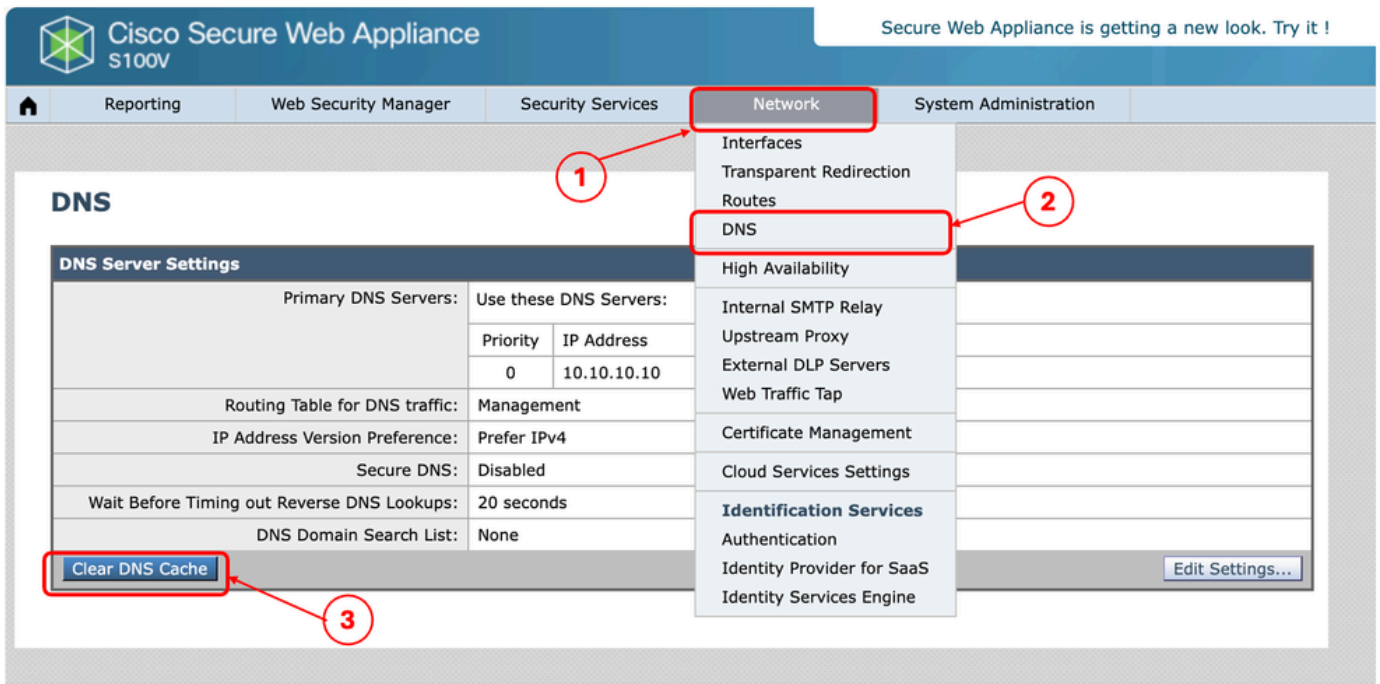 Cisco Secure Web Appliance
S100V
Secure Web Appliance is getting a new look. Try it !
Reporting
Web Security Manager
Security Services
Network
System Administration
Interfaces
Transparent Redirection
Routes
DNS
High Availability
Internal SMTP Relay
Upstream Proxy
External DLP Servers
Web Traffic Tap
Certificate Management
Cloud Services Settings
Identification Services
Authentication
Identity Provider for SaaS
Identity Services Engine
1
2
DNS
DNS Server Settings
Primary DNS Servers: Use these DNS Servers:
Priority IP Address
0 10.10.10.10
Routing Table for DNS traffic: Management
IP Address Version Preference: Prefer IPv4
Secure DNS: Disabled
Wait Before Timing out Reverse DNS Lookups: 20 seconds
DNS Domain Search List: None
Clear DNS Cache
Edit Settings...
3